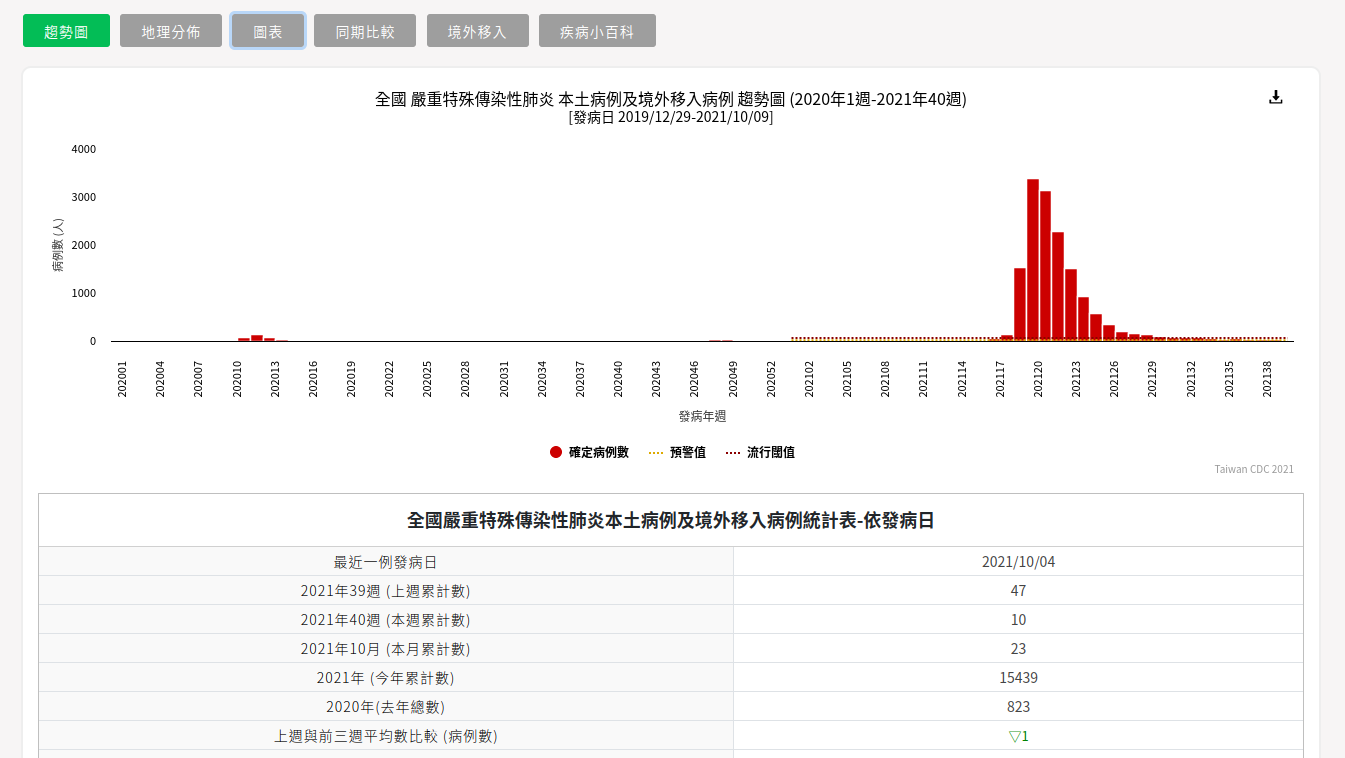 趨勢圖 地理分佈 圖表 同期比較 境外移入 疾病小百科
全國 嚴重特殊傳染性肺炎 本土病例及境外移入病例 趨勢圖 (2020年1週-2021年40週)
[發病日 2019/12/29-2021/10/09]
4000
3000
2000
1000
0
病例數 (人)
202001 202004 202007 202010 202013 202016 202019 202022 202025 202028 202031 202034 202037 202040 202043 202046 202049 202052 202102 202105 202108 202111 202114 202117 202120 202123 202126 202129 202132 202135 202138
發病年週
確定病例數 預警值 流行閾值
Taiwan CDC 2021
全國嚴重特殊傳染性肺炎本土病例及境外移入病例統計表-依發病日
最近一例發病日 2021/10/04
2021年39週 (上週累計數) 47
2021年40週 (本週累計數) 10
2021年10月 (本月累計數) 23
2021年 (今年累計數) 15439
2020年(去年總數) 823
上週與前三週平均數比較 (病例數) ▽1